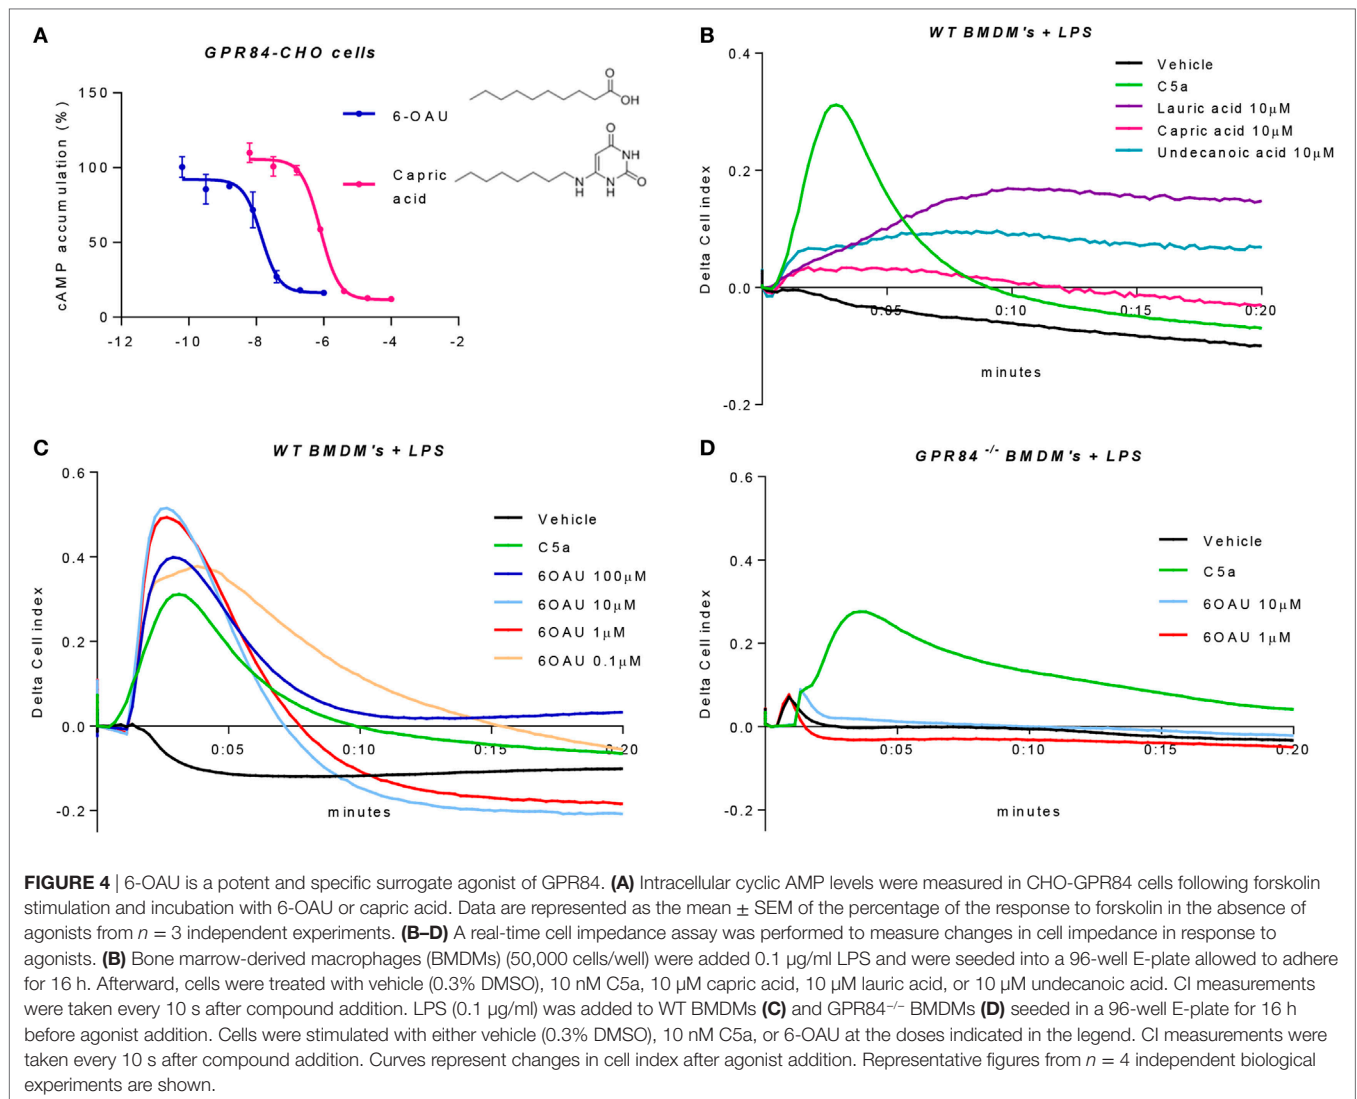 A
GPR84-CHO cells
150
100
50
0
cAMP accumulation (%)
-12
-10
-8
-6
-4
-2
6-OAU
Capric
acid
O
OH
O
NH
N
H
N
H
O
B
WT BMDM's + LPS
0.4
0.2
0.0
-0.2
Delta Cell index
0:05
0:10
0:15
0:20
minutes
Vehicle
C5a
Lauric acid 10µM
Capric acid 10µM
Undecanoic acid 10µM
C
WT BMDM's + LPS
0.6
0.4
0.2
0.0
-0.2
Delta Cell index
0:05
0:10
0:15
0:20
minutes
Vehicle
C5a
6OAU 100µM
6OAU 10µM
6OAU 1µM
6OAU 0.1µM
D
GPR84 -/- BMDM's + LPS
0.6
0.4
0.2
0.0
-0.2
Delta Cell index
0:05
0:10
0:15
0:20
minutes
Vehicle
C5a
6OAU 10µM
6OAU 1µM
FIGURE 4 | 6-OAU is a potent and specific surrogate agonist of GPR84. (A) Intracellular cyclic AMP levels were measured in CHO-GPR84 cells following forskolin
stimulation and incubation with 6-OAU or capric acid. Data are represented as the mean ± SEM of the percentage of the response to forskolin in the absence of
agonists from n = 3 independent experiments. (B–D) A real-time cell impedance assay was performed to measure changes in cell impedance in response to
agonists. (B) Bone marrow-derived macrophages (BMDMs) (50,000 cells/well) were added 0.1 µg/ml LPS and were seeded into a 96-well E-plate allowed to adhere
for 16 h. Afterward, cells were treated with vehicle (0.3% DMSO), 10 nM C5a, 10 µM capric acid, 10 µM lauric acid, or 10 µM undecanoic acid. CI measurements
were taken every 10 s after compound addition. LPS (0.1 µg/ml) was added to WT BMDMs (C) and GPR84−/− BMDMs (D) seeded in a 96-well E-plate for 16 h
before agonist addition. Cells were stimulated with either vehicle (0.3% DMSO), 10 nM C5a, or 6-OAU at the doses indicated in the legend. CI measurements were
taken every 10 s after compound addition. Curves represent changes in cell index after agonist addition. Representative figures from n = 4 independent biological
experiments are shown.